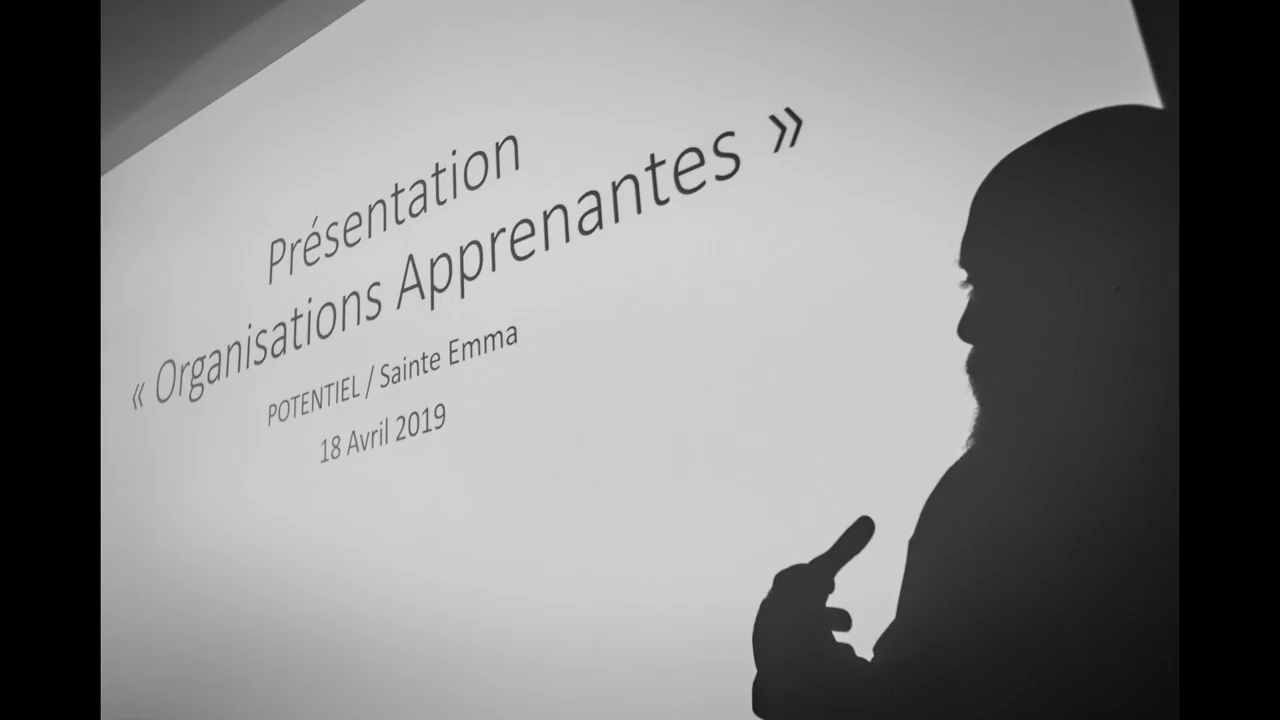 Présentation
« Organisations Apprenantes »
POTENTIEL / Sainte Emma
18 Avril 2019